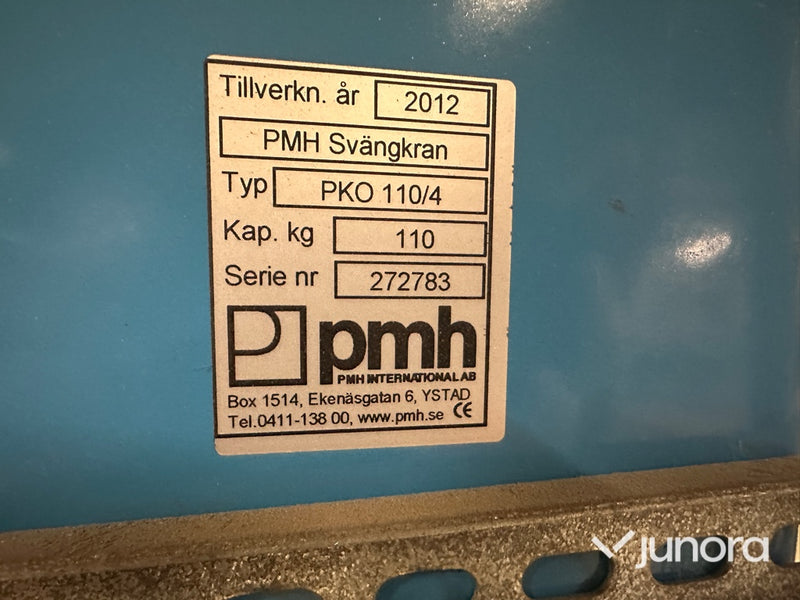 Tillverkn. år 2012
PMH Svängkran
Typ PKO 110/4
Kap. kg 110
Serie nr 272783
pmh
PMH INTERNATIONAL AB
Box 1514, Ekenäsgatan 6, YSTAD
Tel.0411-138 00, www.pmh.se CE
junora